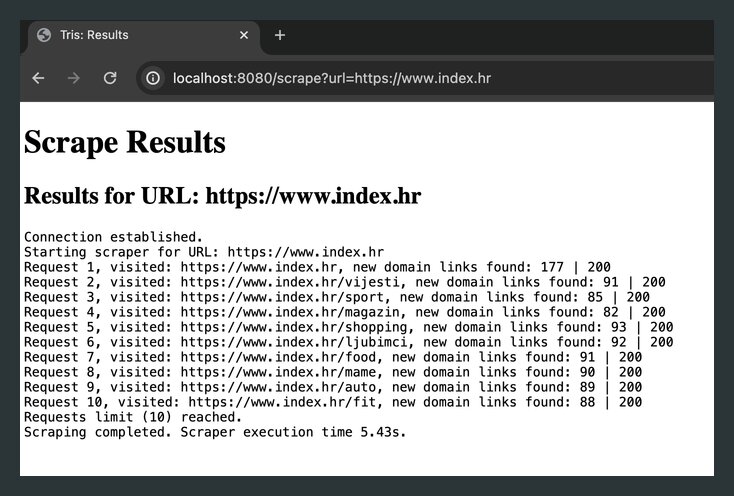 Tris: Results
localhost:8080/scrape?url=https://www.index.hr
Scrape Results
Results for URL: https://www.index.hr
Connection established.
Starting scraper for URL: https://www.index.hr
Request 1, visited: https://www.index.hr, new domain links found: 177 | 200
Request 2, visited: https://www.index.hr/vijesti, new domain links found: 91 | 200
Request 3, visited: https://www.index.hr/sport, new domain links found: 85 | 200
Request 4, visited: https://www.index.hr/magazin, new domain links found: 82 | 200
Request 5, visited: https://www.index.hr/shopping, new domain links found: 93 | 200
Request 6, visited: https://www.index.hr/ljubimci, new domain links found: 92 | 200
Request 7, visited: https://www.index.hr/food, new domain links found: 91 | 200
Request 8, visited: https://www.index.hr/mame, new domain links found: 90 | 200
Request 9, visited: https://www.index.hr/auto, new domain links found: 89 | 200
Request 10, visited: https://www.index.hr/fit, new domain links found: 88 | 200
Requests limit (10) reached.
Scraping completed. Scraper execution time 5.43s.